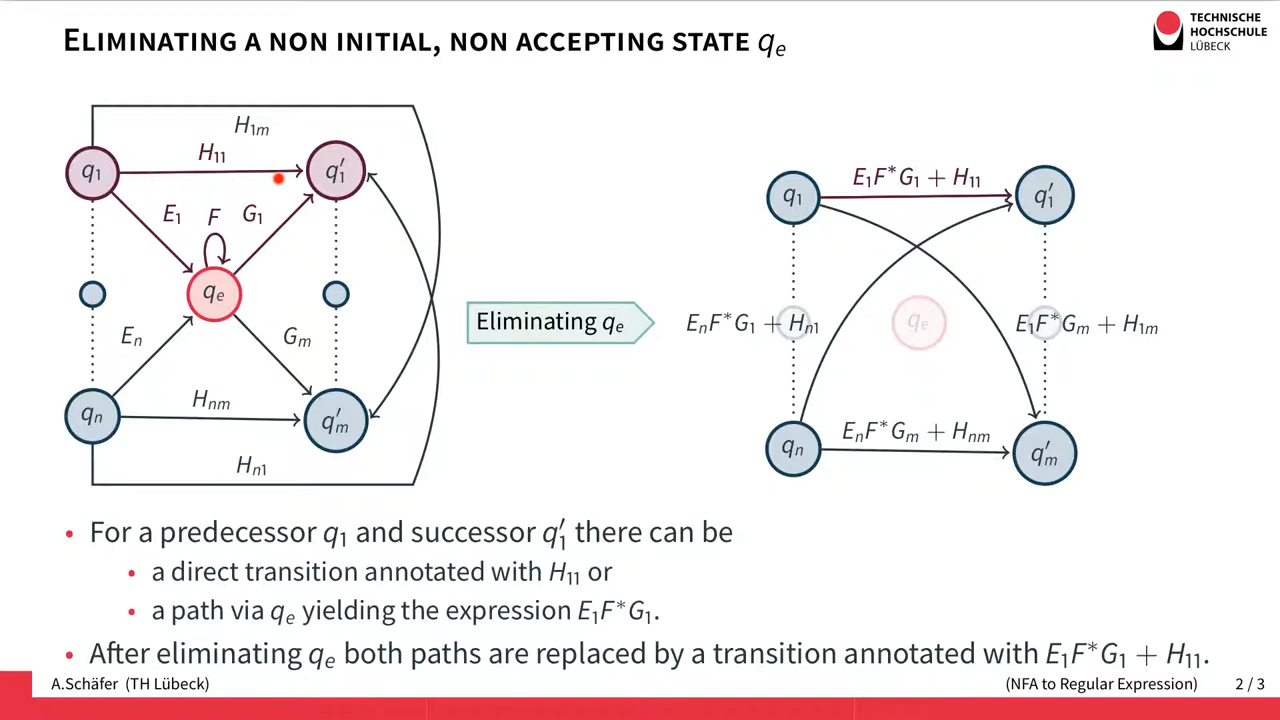 ELIMINATING A NON INITIAL, NON ACCEPTING STATE qₑ
TECHNISCHE
HOCHSCHULE
LÜBECK
H₁ₘ
H₁₁
q₁
q′₁
E₁
F
G₁
qₑ
Eₙ
Gₘ
Hₙₘ
qₙ
q′ₘ
Hₙ₁
Eliminating qₑ
E₁F*G₁ + H₁₁
q₁
q′₁
EₙF*G₁ + Hₙ₁
qₑ
E₁F*Gₘ + H₁ₘ
EₙF*Gₘ + Hₙₘ
qₙ
q′ₘ
• For a predecessor q₁ and successor q′₁ there can be
• a direct transition annotated with H₁₁ or
• a path via qₑ yielding the expression E₁F*G₁.
• After eliminating qₑ both paths are replaced by a transition annotated with E₁F*G₁ + H₁₁.
A.Schäfer (TH Lübeck)
(NFA to Regular Expression)
2 / 3